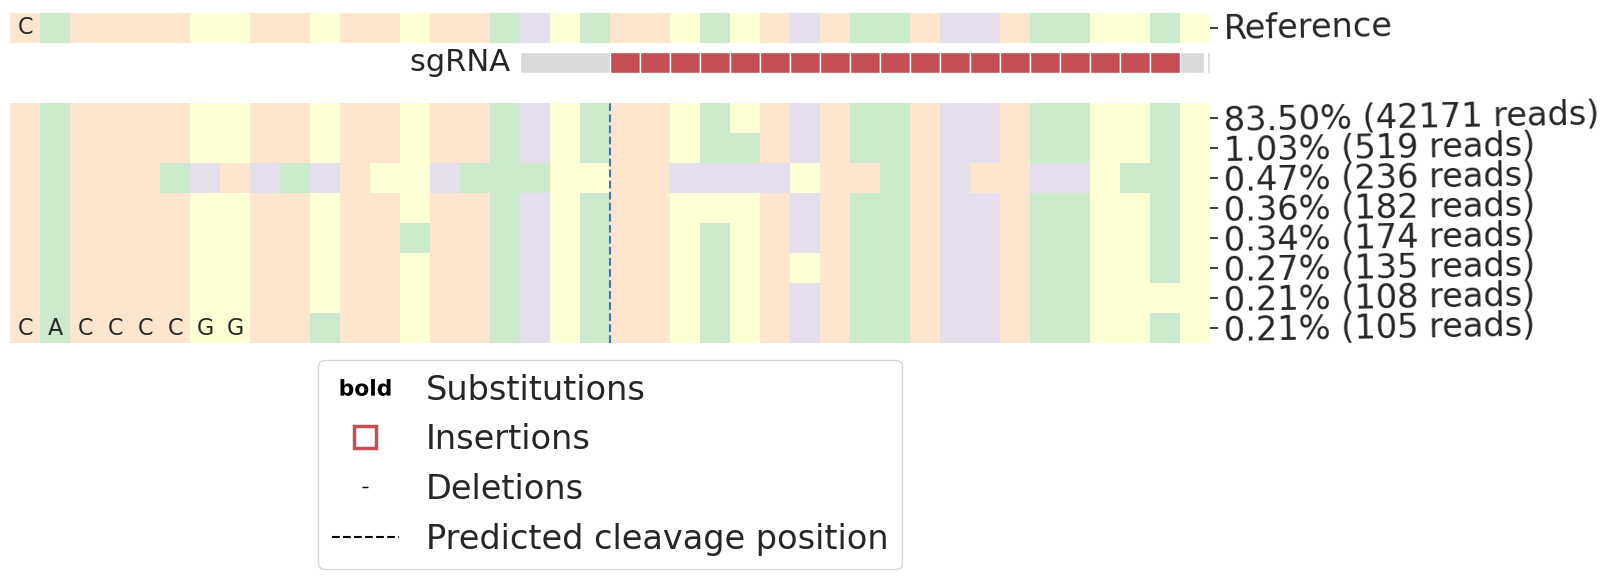 C Reference
sgRNA
83.50% (42171 reads)
1.03% (519 reads)
0.47% (236 reads)
0.36% (182 reads)
0.34% (174 reads)
0.27% (135 reads)
0.21% (108 reads)
C A C C C C G G 0.21% (105 reads)
bold Substitutions
Insertions
- Deletions
Predicted cleavage position